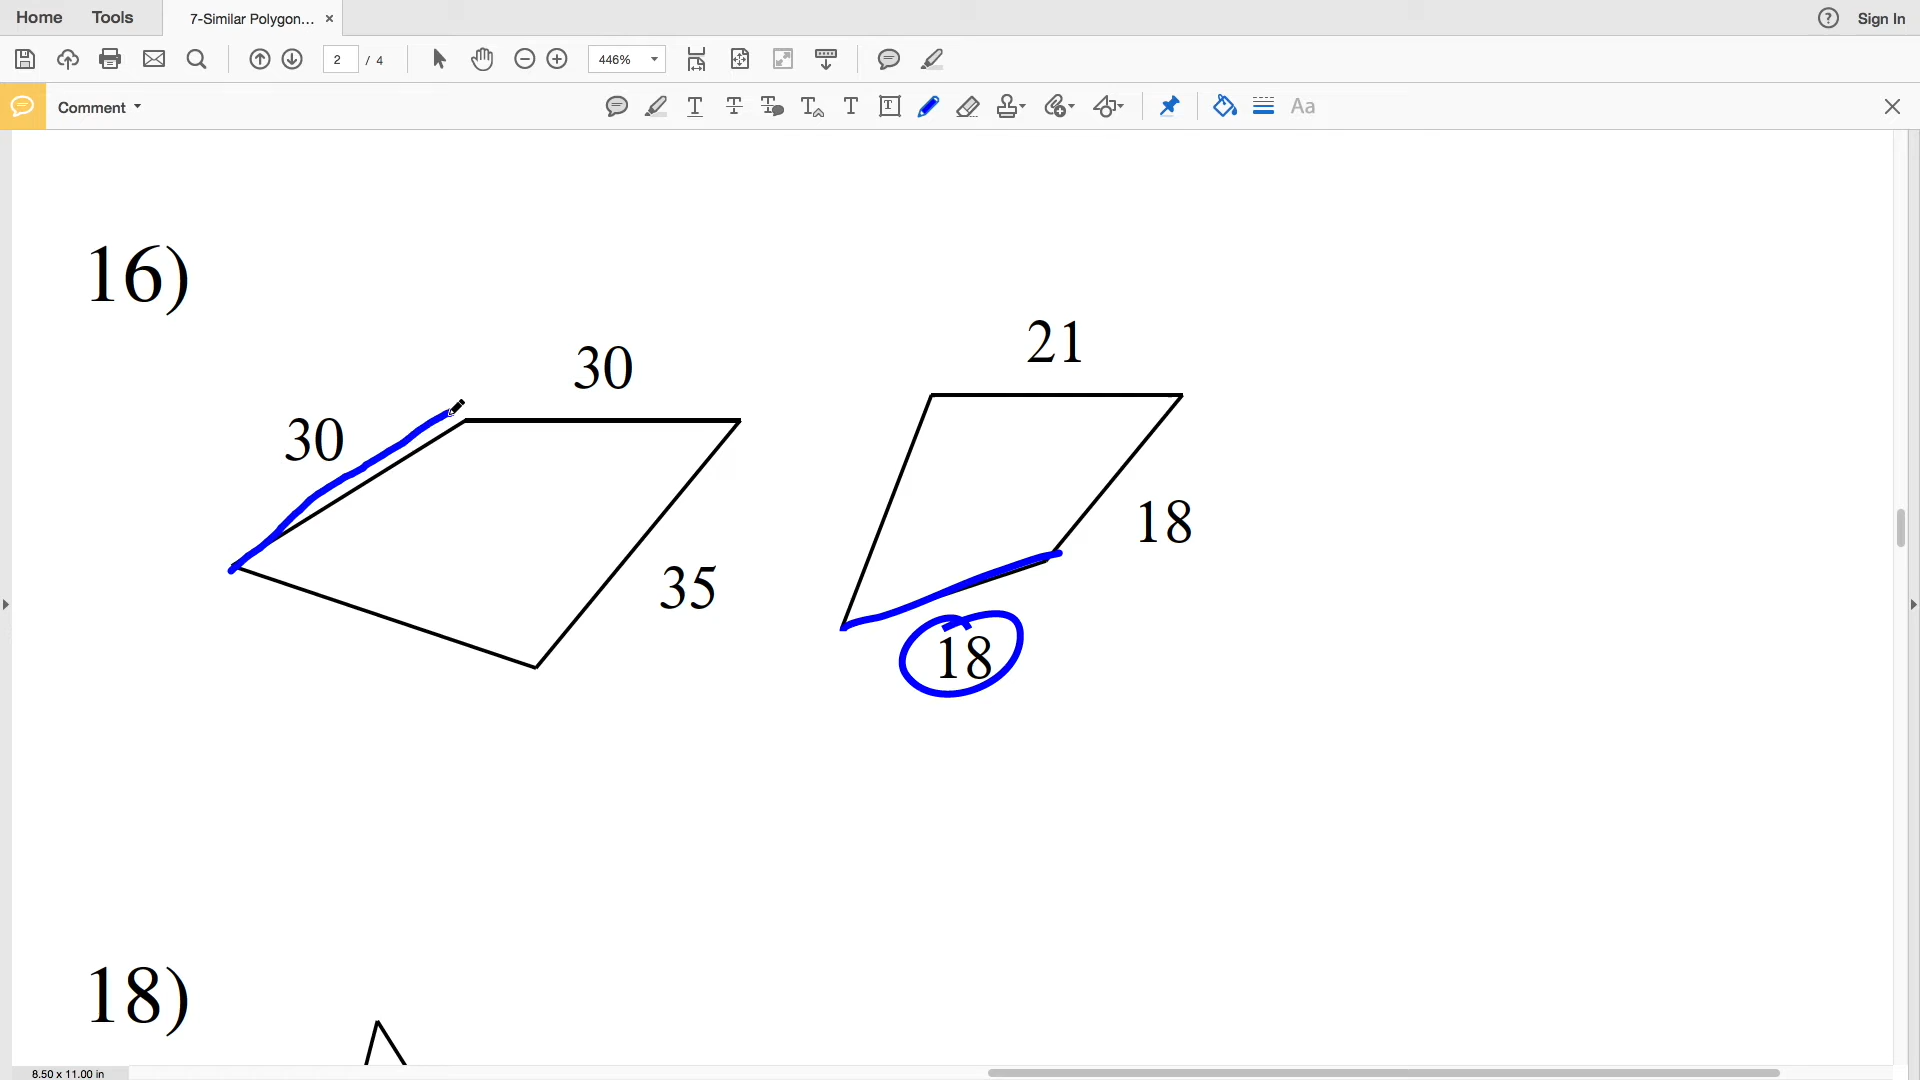 Home Tools 7-Similar Polygon... × ? Sign In
2 / 4 446%
Comment T T T T T T Aa
16)
21
30
30
18
35
18
18)
8.50 x 11.00 in